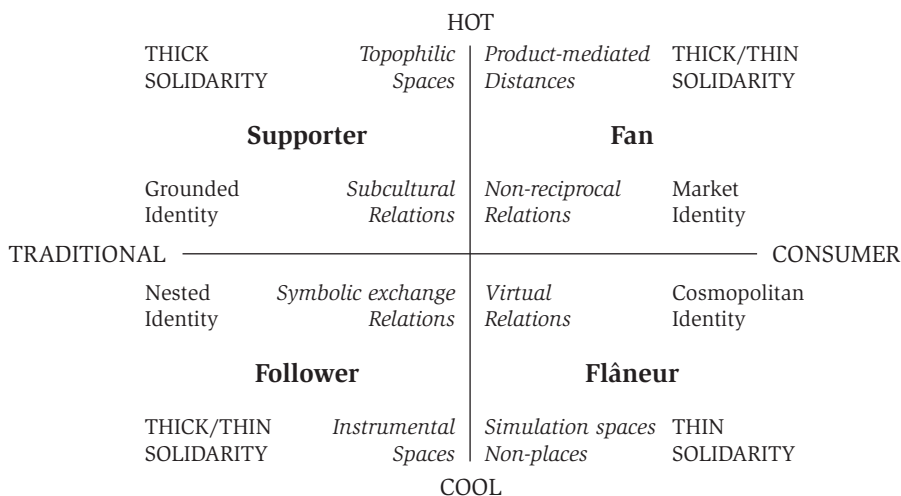 HOT
THICK Topophilic Product-mediated THICK/THIN
SOLIDARITY Spaces Distances SOLIDARITY
Supporter Fan
Grounded Subcultural Non-reciprocal Market
Identity Relations Relations Identity
TRADITIONAL CONSUMER
Nested Symbolic exchange Virtual Cosmopolitan
Identity Relations Relations Identity
Follower Flâneur
THICK/THIN Instrumental Simulation spaces THIN
SOLIDARITY Spaces Non-places SOLIDARITY
COOL